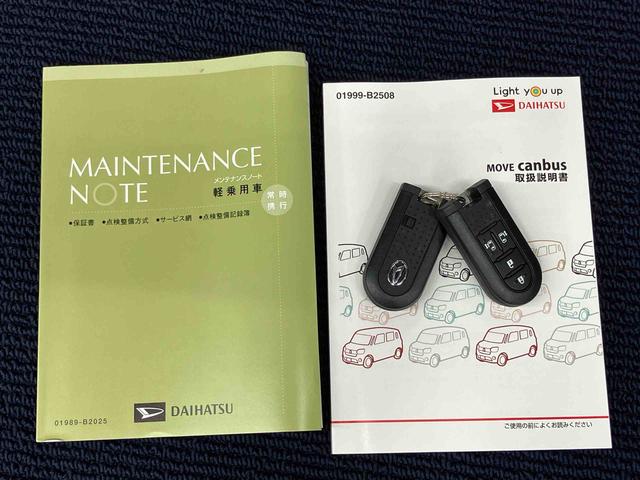 MAINTENANCE
NOTE
メンテナンスノート
軽乗用車
常時
携行
●保証書 ●点検整備方式 ●サービス網 ●点検整備記録簿
DAIHATSU
01989-B2025
01999-B2508
Light you up
DAIHATSU
MOVE canbus
取扱説明書
ご使用の前によくお読みください